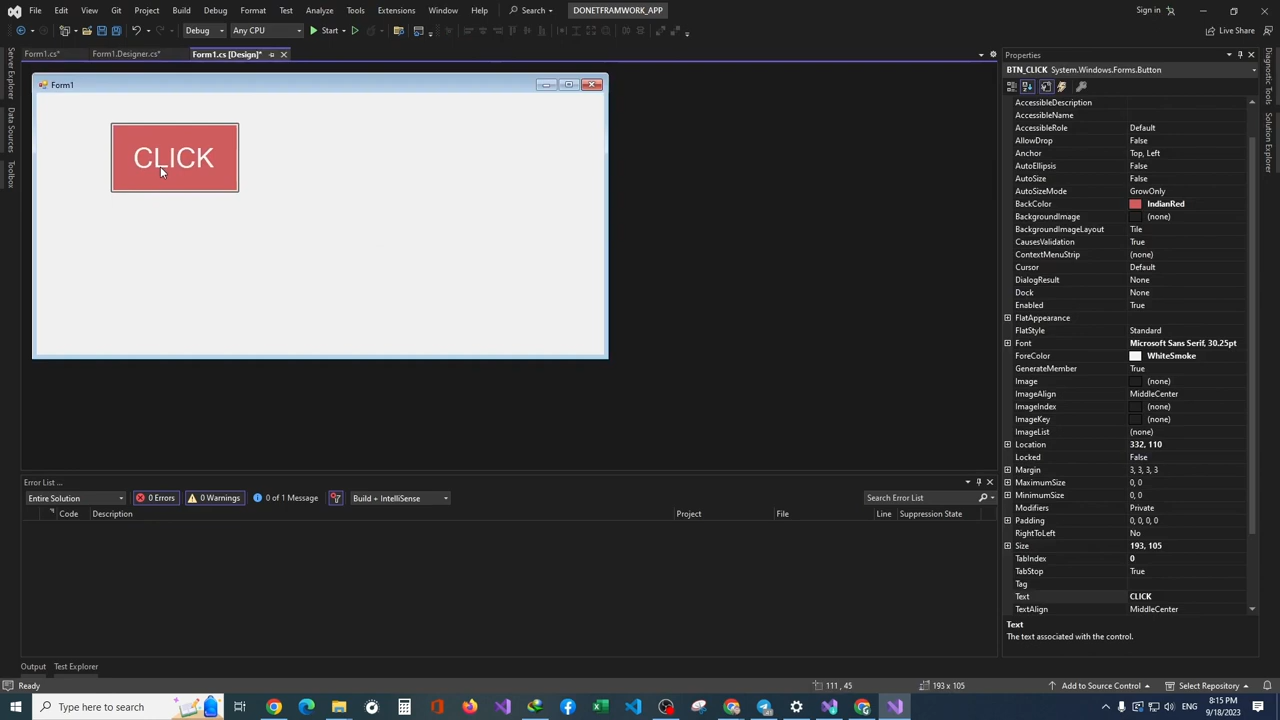 File Edit View Git Project Build Debug Format Test Analyze Tools Extensions Window Help Search DONETFRAMWORK_APP Sign in
Debug Any CPU Start Live Share
Form1.cs* Form1.Designer.cs* Form1.cs [Design]*
Server Explorer
Data Sources
Toolbox
Form1
CLICK
Properties
BTN_CLICK System.Windows.Forms.Button
AccessibleDescription
AccessibleName
AccessibleRole Default
AllowDrop False
Anchor Top, Left
AutoEllipsis False
AutoSize False
AutoSizeMode GrowOnly
BackColor IndianRed
BackgroundImage (none)
BackgroundImageLayout Tile
CausesValidation True
ContextMenuStrip (none)
Cursor Default
DialogResult None
Dock None
Enabled True
FlatAppearance
FlatStyle Standard
Font Microsoft Sans Serif, 30.25pt
ForeColor WhiteSmoke
GenerateMember True
Image (none)
ImageAlign MiddleCenter
ImageIndex (none)
ImageKey (none)
ImageList (none)
Location 332, 110
Locked False
Margin 3, 3, 3, 3
MaximumSize 0, 0
MinimumSize 0, 0
Modifiers Private
Padding 0, 0, 0, 0
RightToLeft No
Size 193, 105
TabIndex 0
TabStop True
Tag
Text CLICK
TextAlign MiddleCenter
Text
The text associated with the control.
Diagnostic Tools
Solution Explorer
Error List ...
Entire Solution 0 Errors 0 Warnings 0 of 1 Message Build + IntelliSense Search Error List
Code Description Project File Line Suppression State
Output Test Explorer
Ready 111, 45 193 x 105 Add to Source Control Select Repository
Type here to search ENG 8:15 PM
9/18/2023